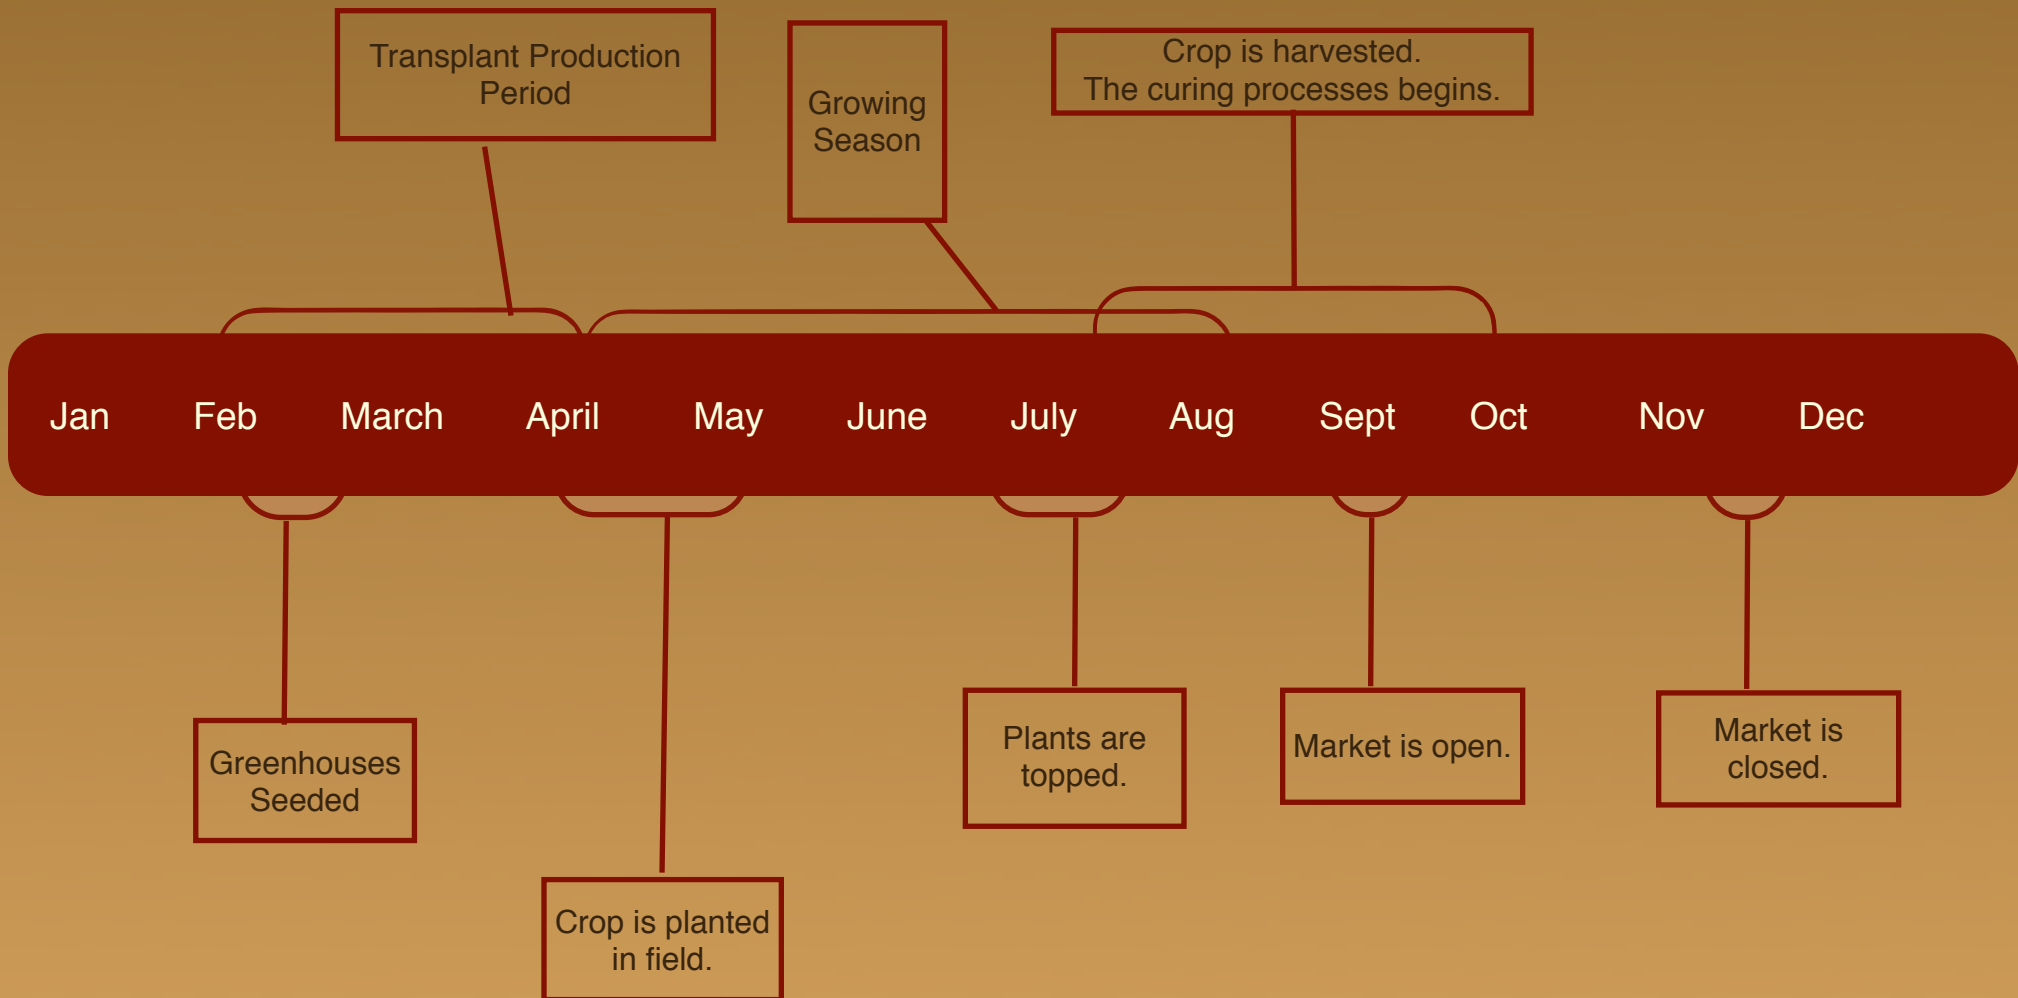 Transplant Production
Period
Growing
Season
Crop is harvested.
The curing processes begins.
Jan Feb March April May June July Aug Sept Oct Nov Dec
Greenhouses
Seeded
Crop is planted
in field.
Plants are
topped.
Market is open.
Market is
closed.